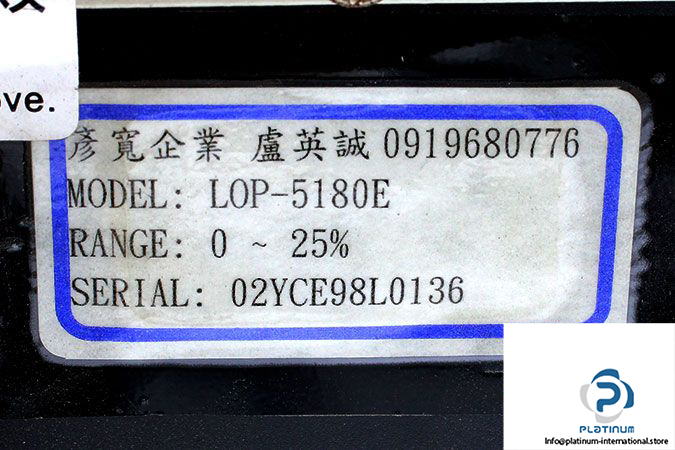 ove.
彥寬企業 盧英誠 0919680776
MODEL: LOP-5180E
RANGE: 0 ~ 25%
SERIAL: 02YCE98L0136
PLATINUM
Info@platinum-international.store